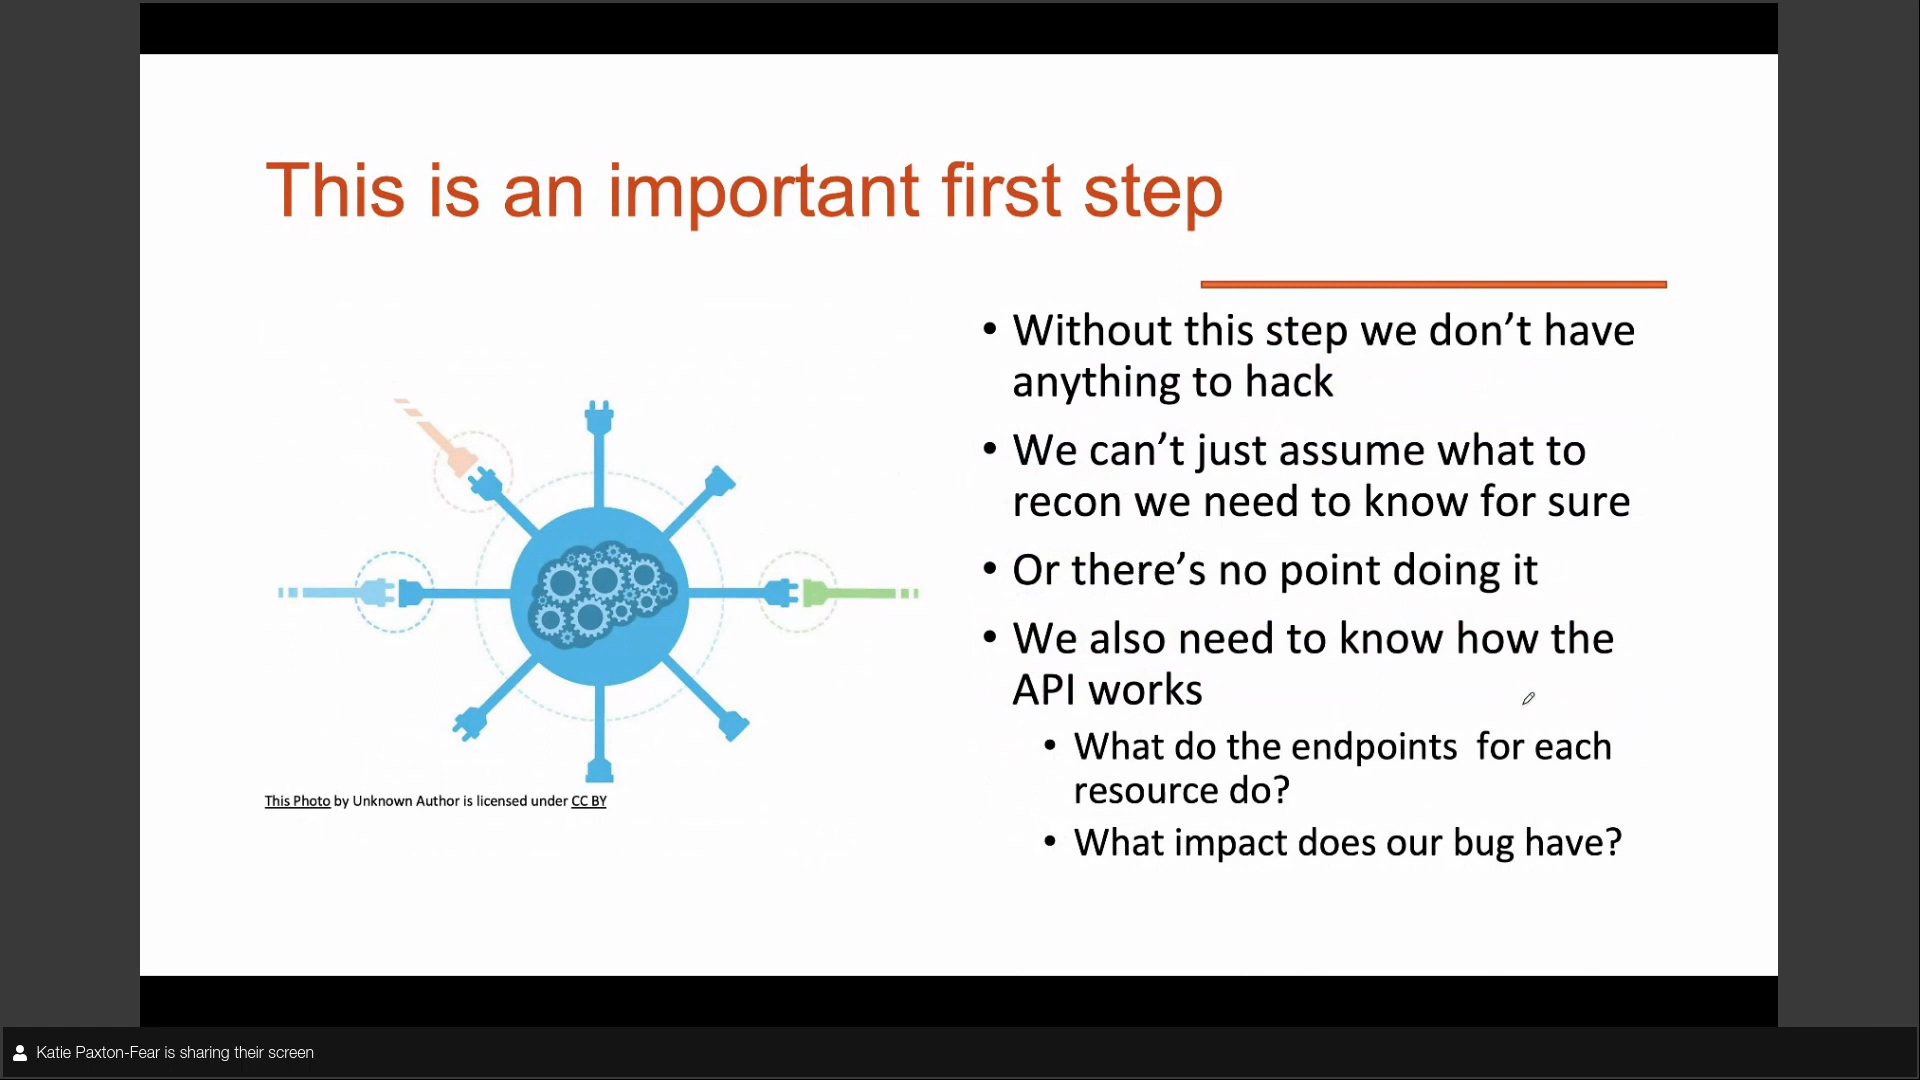 This is an important first step
• Without this step we don’t have
anything to hack
• We can’t just assume what to
recon we need to know for sure
• Or there’s no point doing it
• We also need to know how the
API works
• What do the endpoints  for each
resource do?
• What impact does our bug have?
This Photo by Unknown Author is licensed under CC BY
Katie Paxton-Fear is sharing their screen